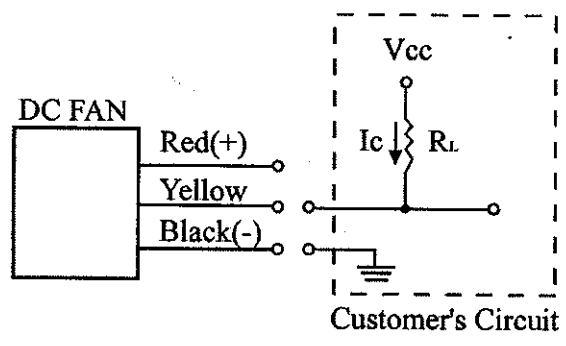 Vcc
DC FAN
Red(+)
Ic RL
Yellow
Black(-)
Customer's Circuit